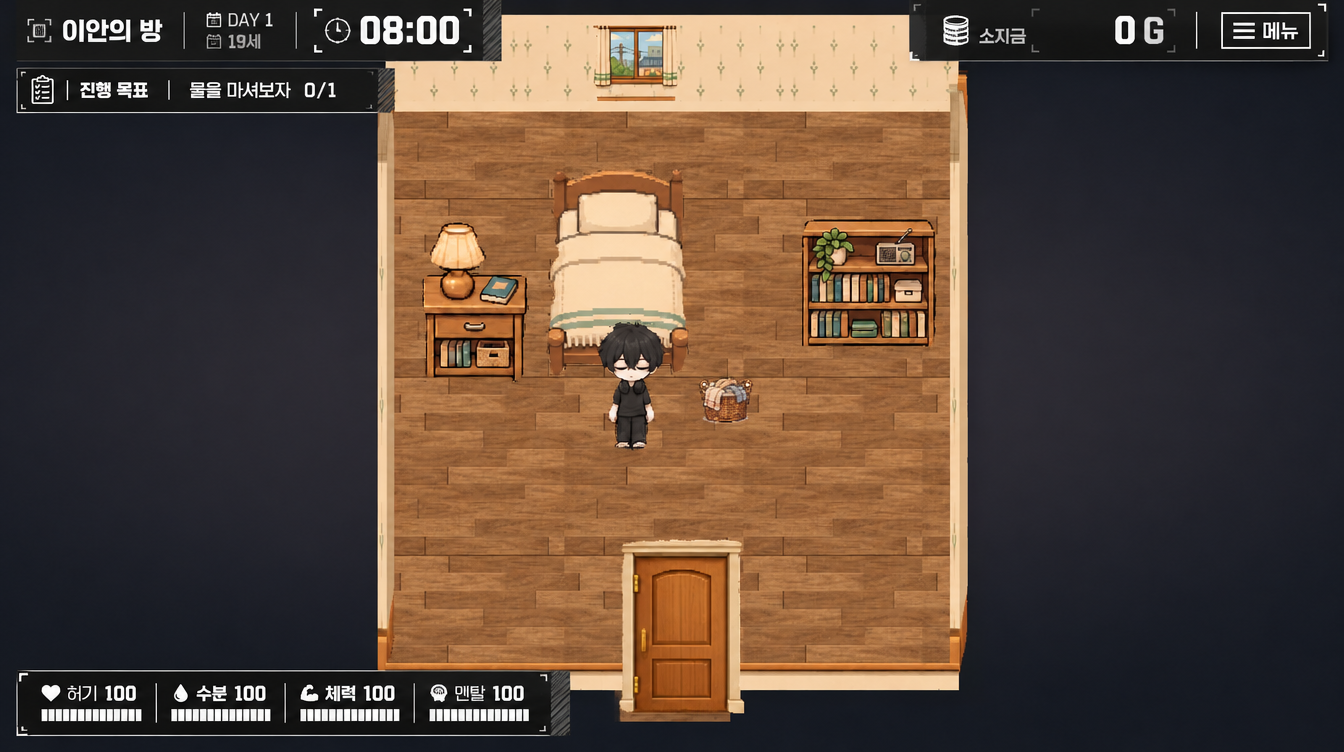 이안의 방
DAY 1
19세
08:00
소지금
0 G
메뉴
진행 목표
물을 마셔보자 0/1
허기 100
수분 100
체력 100
멘탈 100